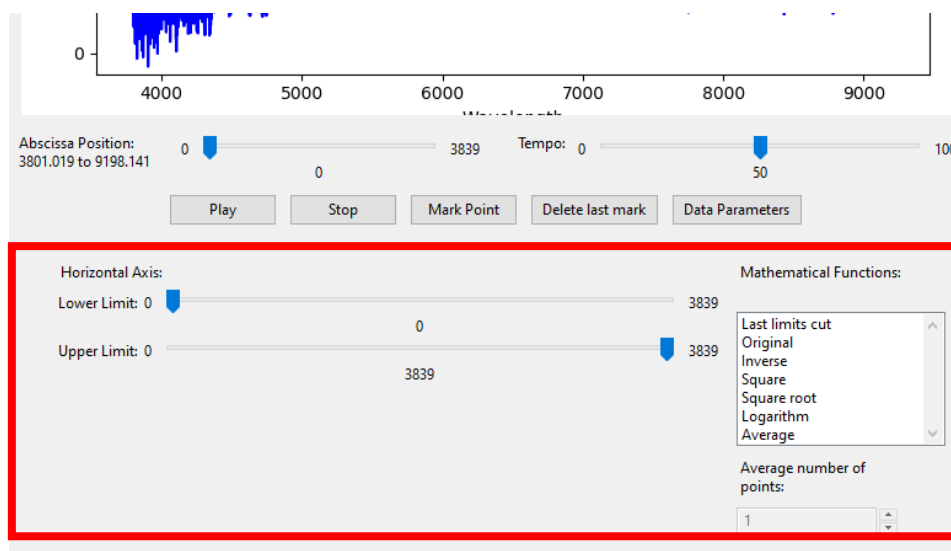 0
4000 5000 6000 7000 8000 9000
Wavelength
Abscissa Position:
3801.019 to 9198.141
0 3839
0
Tempo: 0 100
50
Play Stop Mark Point Delete last mark Data Parameters
Horizontal Axis:
Lower Limit: 0 3839
0
Upper Limit: 0 3839
3839
Mathematical Functions:
Last limits cut
Original
Inverse
Square
Square root
Logarithm
Average
Average number of
points:
1